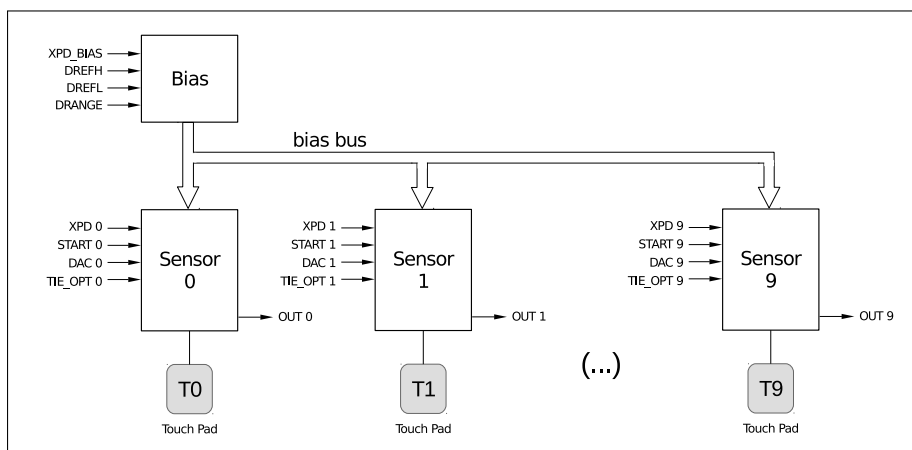 XPD_BIAS
DREFH
DREFL
DRANGE
Bias
bias bus
XPD 0
START 0
DAC 0
TIE_OPT 0
Sensor
0
OUT 0
XPD 1
START 1
DAC 1
TIE_OPT 1
Sensor
1
OUT 1
XPD 9
START 9
DAC 9
TIE_OPT 9
Sensor
9
OUT 9
(...)
T0
Touch Pad
T1
Touch Pad
T9
Touch Pad